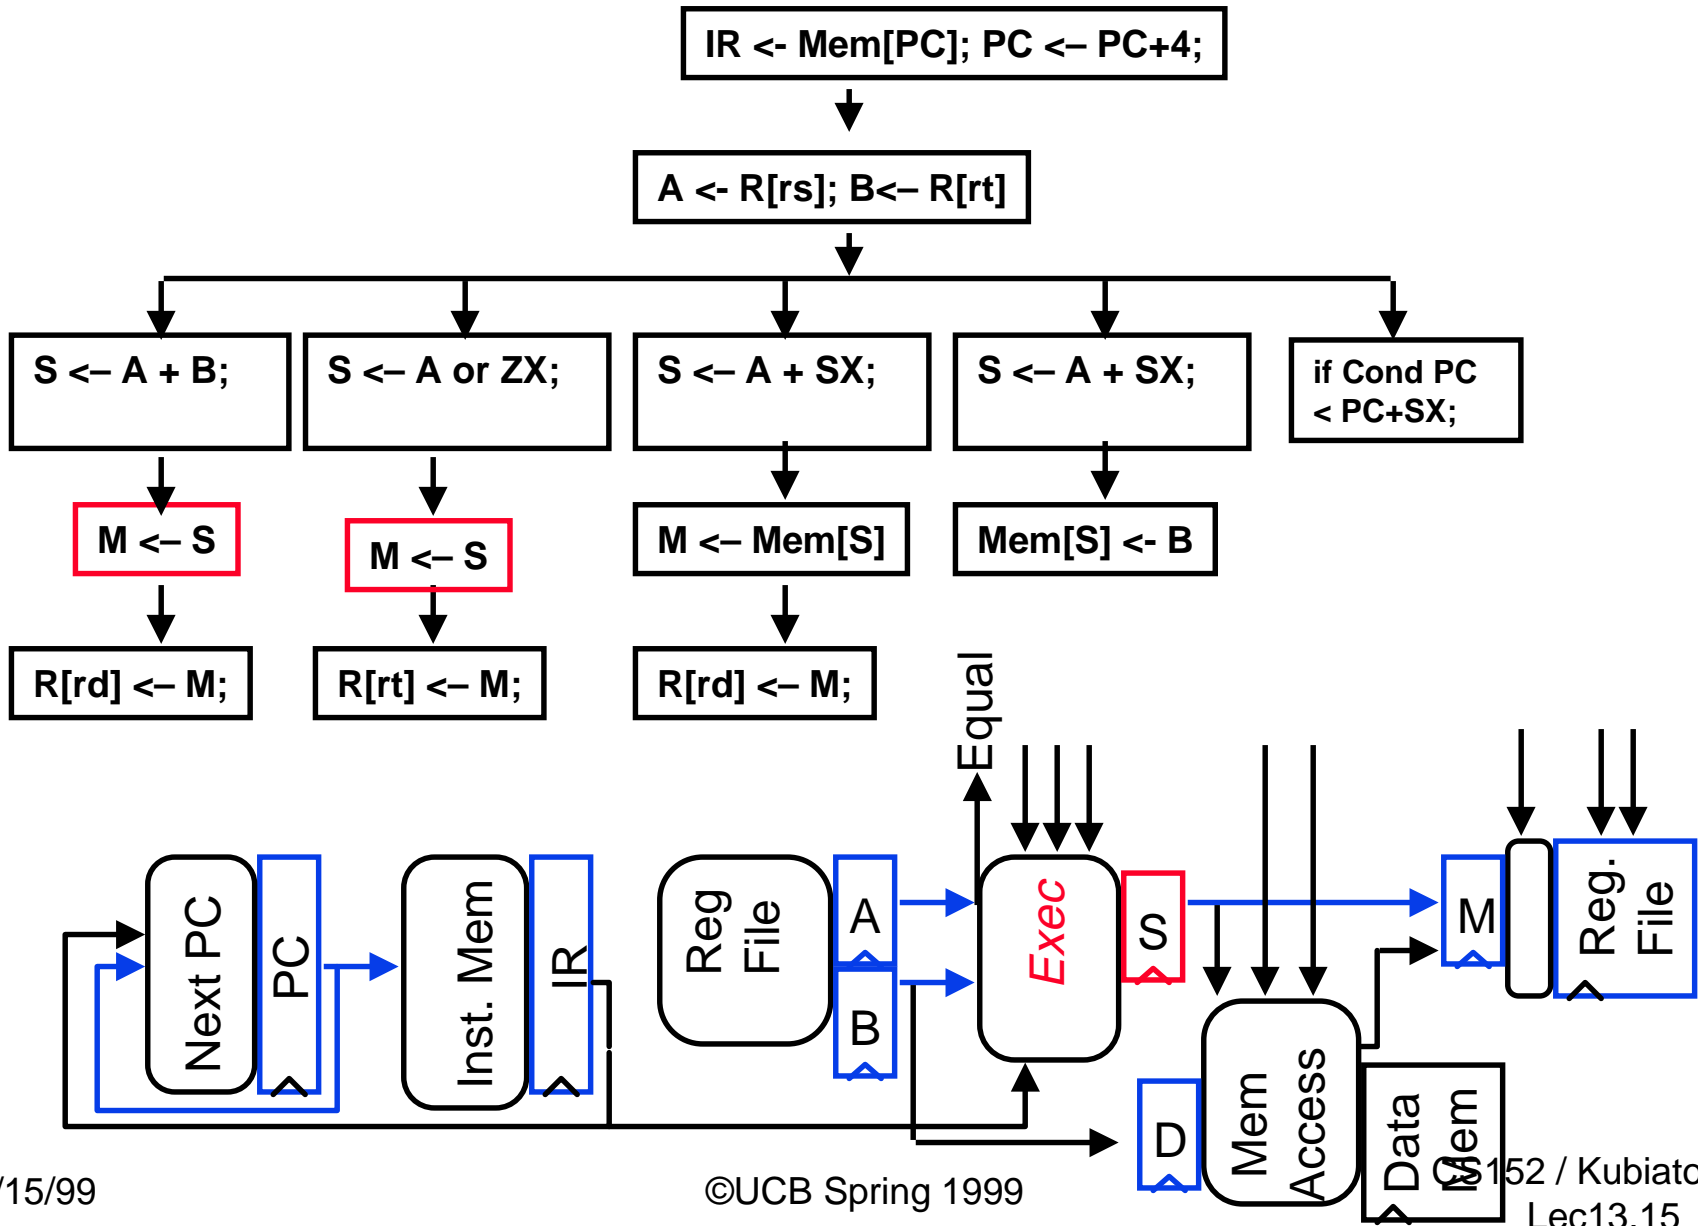 IR <- Mem[PC]; PC <– PC+4;
A <- R[rs]; B<– R[rt]
S <– A + B;
S <– A or ZX;
S <– A + SX;
S <– A + SX;
if Cond PC
< PC+SX;
M <– S
M <– S
M <– Mem[S]
Mem[S] <- B
R[rd] <– M;
R[rt] <– M;
R[rd] <– M;
Equal
Next PC
PC
Inst. Mem
IR
Reg
File
A
B
Exec
S
M
Reg.
File
D
Mem
Access
Data
Mem
/15/99
©UCB Spring 1999
CS152 / Kubiato
Lec13.15